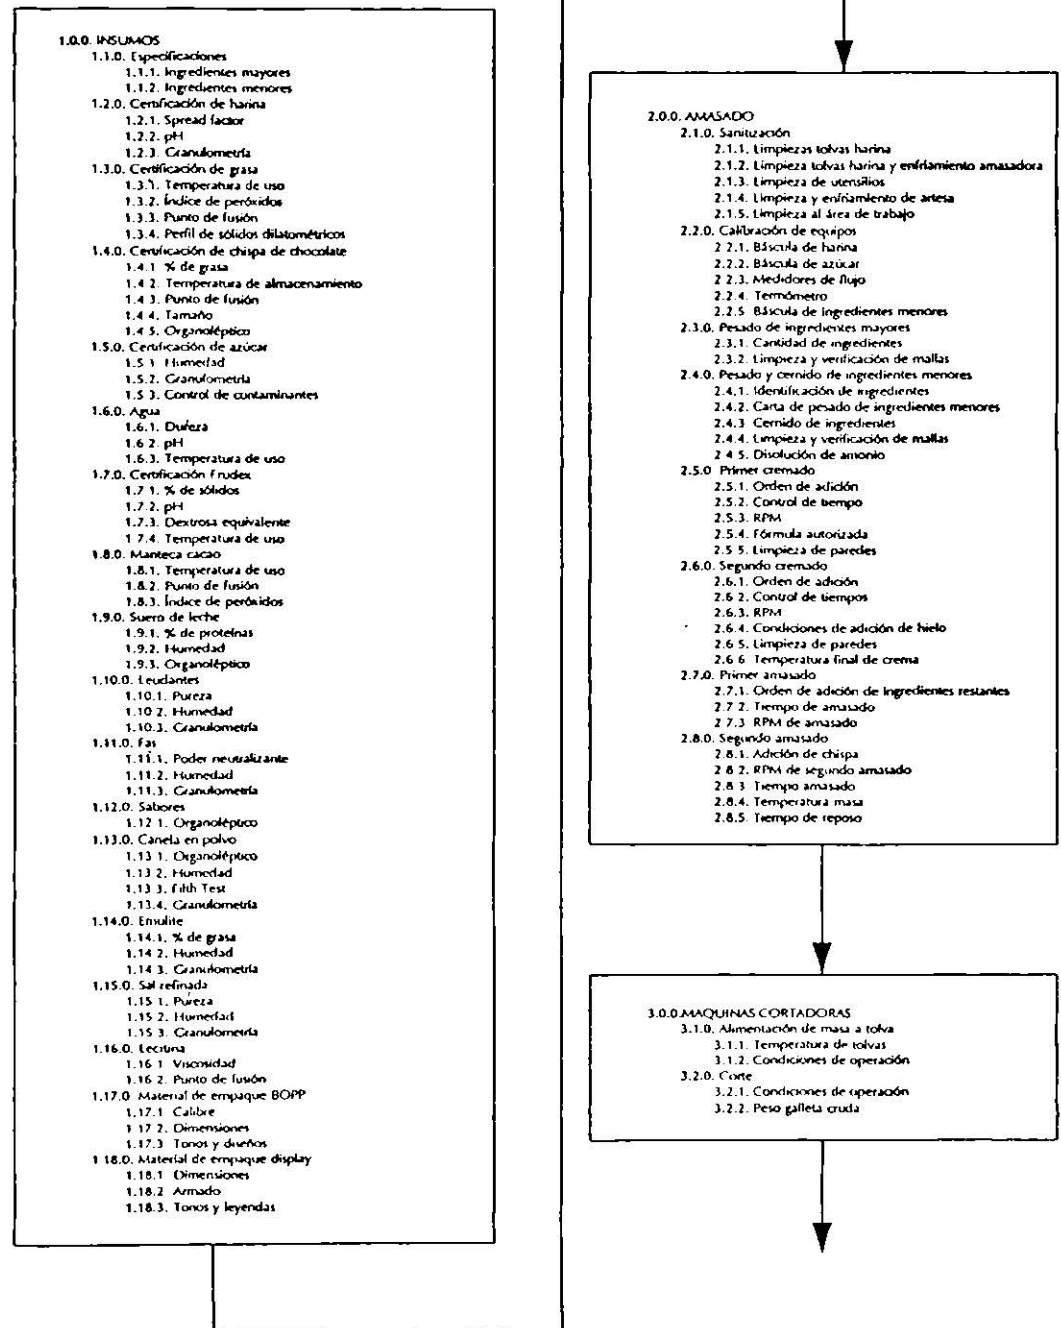 1.0.0. INSUMOS
1.1.0. Especificaciones
1.1.1. Ingredientes mayores
1.1.2. Ingredientes menores
1.2.0. Certificación de harina
1.2.1. Spread factor
1.2.2. pH
1.2.3. Granulometría
1.3.0. Certificación de grasa
1.3.1. Temperatura de uso
1.3.2. Índice de peróxidos
1.3.3. Punto de fusión
1.3.4. Perfil de sólidos dilatométricos
1.4.0. Certificación de chispa de chocolate
1.4.1 % de grasa
1.4.2. Temperatura de almacenamiento
1.4.3. Punto de fusión
1.4.4. Tamaño
1.4.5. Organoléptico
1.5.0. Certificación de azúcar
1.5.1 Humedad
1.5.2. Granulometría
1.5.3. Control de contaminantes
1.6.0. Agua
1.6.1. Dureza
1.6.2. pH
1.6.3. Temperatura de uso
1.7.0. Certificación Frudex
1.7.1. % de sólidos
1.7.2. pH
1.7.3. Dextrosa equivalente
1.7.4. Temperatura de uso
1.8.0. Manteca cacao
1.8.1. Temperatura de uso
1.8.2. Punto de fusión
1.8.3. Índice de peróxidos
1.9.0. Suero de leche
1.9.1. % de proteínas
1.9.2. Humedad
1.9.3. Organoléptico
1.10.0. Leudantes
1.10.1. Pureza
1.10.2. Humedad
1.10.3. Granulometría
1.11.0. Fas
1.11.1. Poder neutralizante
1.11.2. Humedad
1.11.3. Granulometría
1.12.0. Sabores
1.12.1. Organoléptico
1.13.0. Canela en polvo
1.13.1. Organoléptico
1.13.2. Humedad
1.13.3. Filth Test
1.13.4. Granulometría
1.14.0. Emulite
1.14.1. % de grasa
1.14.2. Humedad
1.14.3. Granulometría
1.15.0. Sal refinada
1.15.1. Pureza
1.15.2. Humedad
1.15.3. Granulometría
1.16.0. Lecitina
1.16.1 Viscosidad
1.16.2. Punto de fusión
1.17.0 Material de empaque BOPP
1.17.1 Calibre
1.17.2. Dimensiones
1.17.3 Tonos y diseños
1.18.0. Material de empaque display
1.18.1 Dimensiones
1.18.2 Armado
1.18.3. Tonos y leyendas
2.0.0. AMASADO
2.1.0. Sanitización
2.1.1. Limpiezas tolvas harina
2.1.2. Limpieza tolvas harina y enfriamiento amasadora
2.1.3. Limpieza de utensilios
2.1.4. Limpieza y enfriamiento de artesa
2.1.5. Limpieza al área de trabajo
2.2.0. Calibración de equipos
2.2.1. Báscula de harina
2.2.2. Báscula de azúcar
2.2.3. Medidores de flujo
2.2.4. Termómetro
2.2.5 Báscula de ingredientes menores
2.3.0. Pesado de ingredientes mayores
2.3.1. Cantidad de ingredientes
2.3.2. Limpieza y verificación de mallas
2.4.0. Pesado y cernido de ingredientes menores
2.4.1. Identificación de ingredientes
2.4.2. Carta de pesado de ingredientes menores
2.4.3 Cernido de ingredientes
2.4.4. Limpieza y verificación de mallas
2.4.5. Disolución de amonio
2.5.0 Primer cremado
2.5.1. Orden de adición
2.5.2. Control de tiempo
2.5.3. RPM
2.5.4. Fórmula autorizada
2.5.5. Limpieza de paredes
2.6.0. Segundo cremado
2.6.1. Orden de adición
2.6.2. Control de tiempos
2.6.3. RPM
2.6.4. Condiciones de adición de hielo
2.6.5. Limpieza de paredes
2.6.6 Temperatura final de crema
2.7.0. Primer amasado
2.7.1. Orden de adición de ingredientes restantes
2.7.2. Tiempo de amasado
2.7.3 RPM de amasado
2.8.0. Segundo amasado
2.8.1. Adición de chispa
2.8.2. RPM de segundo amasado
2.8.3 Tiempo amasado
2.8.4. Temperatura masa
2.8.5. Tiempo de reposo
3.0.0.MAQUINAS CORTADORAS
3.1.0. Alimentación de masa a tolva
3.1.1. Temperatura de tolvas
3.1.2. Condiciones de operación
3.2.0. Corte
3.2.1. Condiciones de operación
3.2.2. Peso galleta cruda